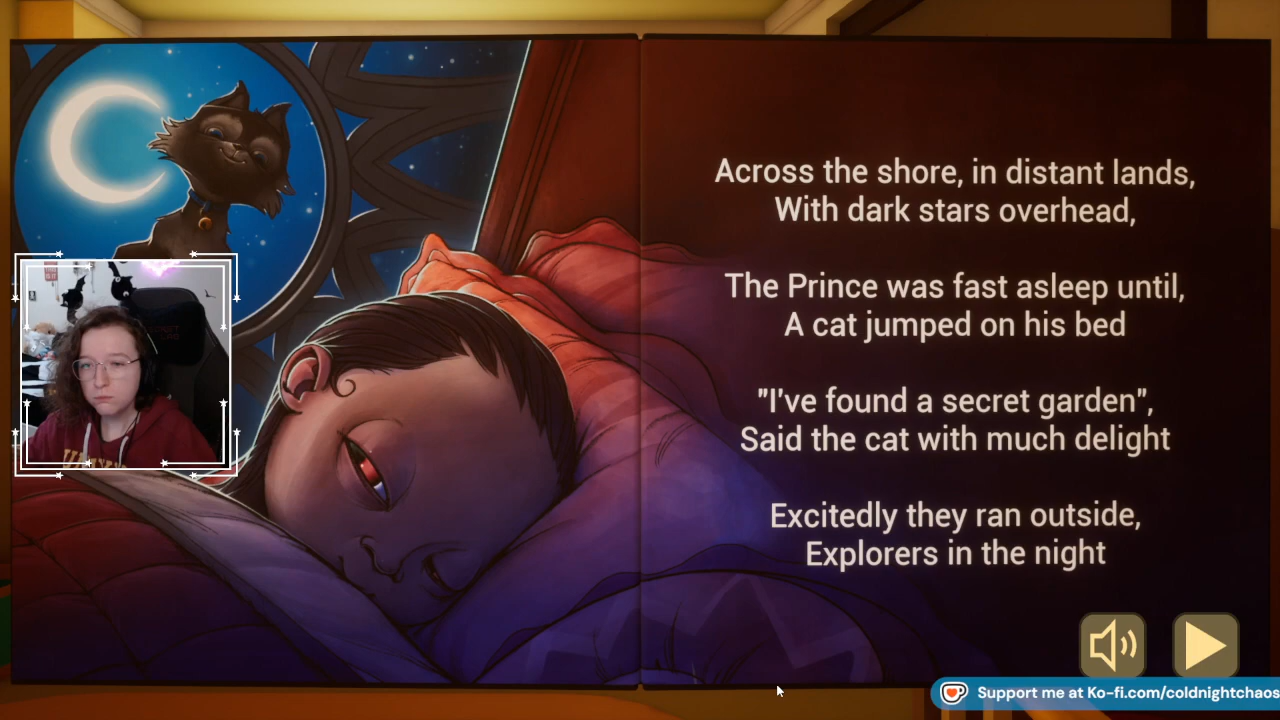 Across the shore, in distant lands,
With dark stars overhead,
The Prince was fast asleep until,
A cat jumped on his bed
"I've found a secret garden",
Said the cat with much delight
Excitedly they ran outside,
Explorers in the night
Support me at Ko-fi.com/coldnightchaos